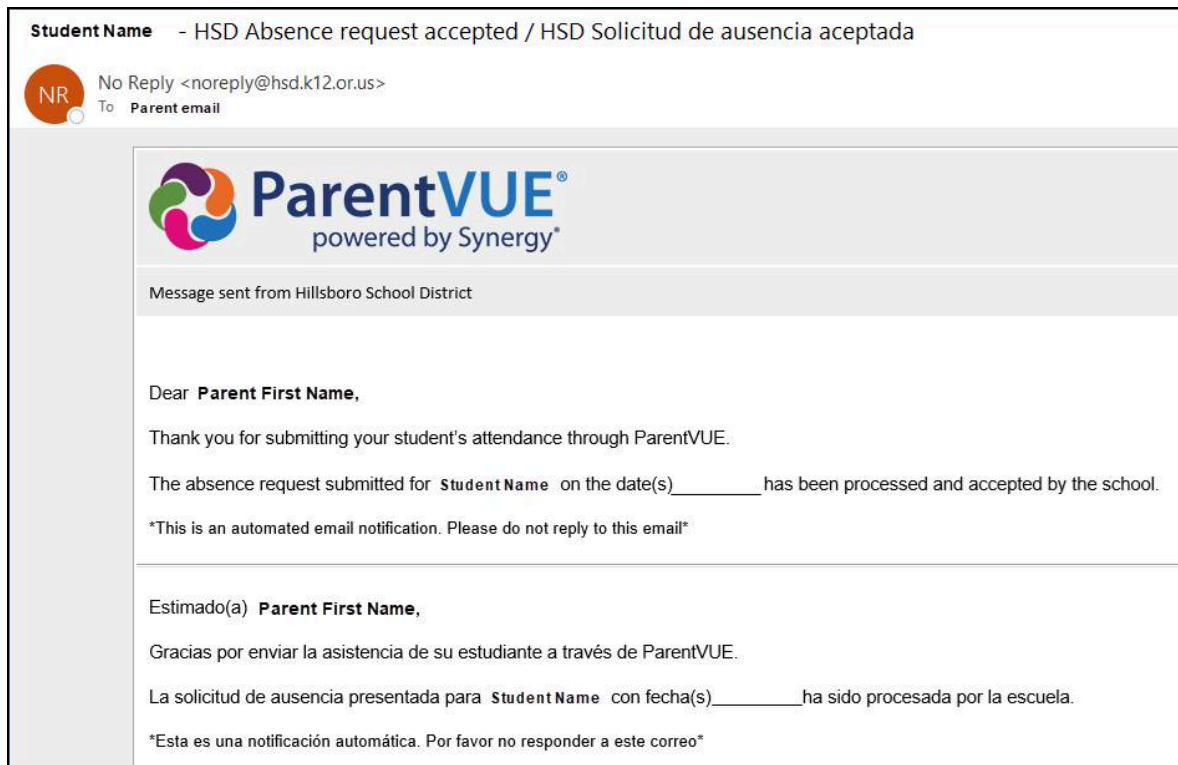 Student Name - HSD Absence request accepted / HSD Solicitud de ausencia aceptada
NR
No Reply <noreply@hsd.k12.or.us>
To Parent email
ParentVUE®
powered by Synergy®
Message sent from Hillsboro School District
Dear Parent First Name,
Thank you for submitting your student's attendance through ParentVUE.
The absence request submitted for Student Name on the date(s)_________ has been processed and accepted by the school.
*This is an automated email notification. Please do not reply to this email*
Estimado(a) Parent First Name,
Gracias por enviar la asistencia de su estudiante a través de ParentVUE.
La solicitud de ausencia presentada para Student Name con fecha(s)_________ha sido procesada por la escuela.
*Esta es una notificación automática. Por favor no responder a este correo*